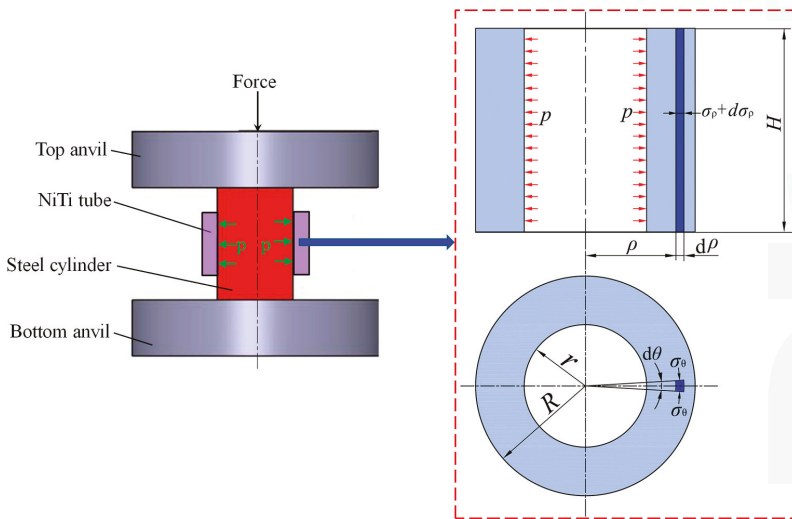 Force
Top anvil
NiTi tube
Steel cylinder
Bottom anvil
p p
p p
σρ+dσρ
H
ρ dρ
dθ
σθ
σθ
r
R